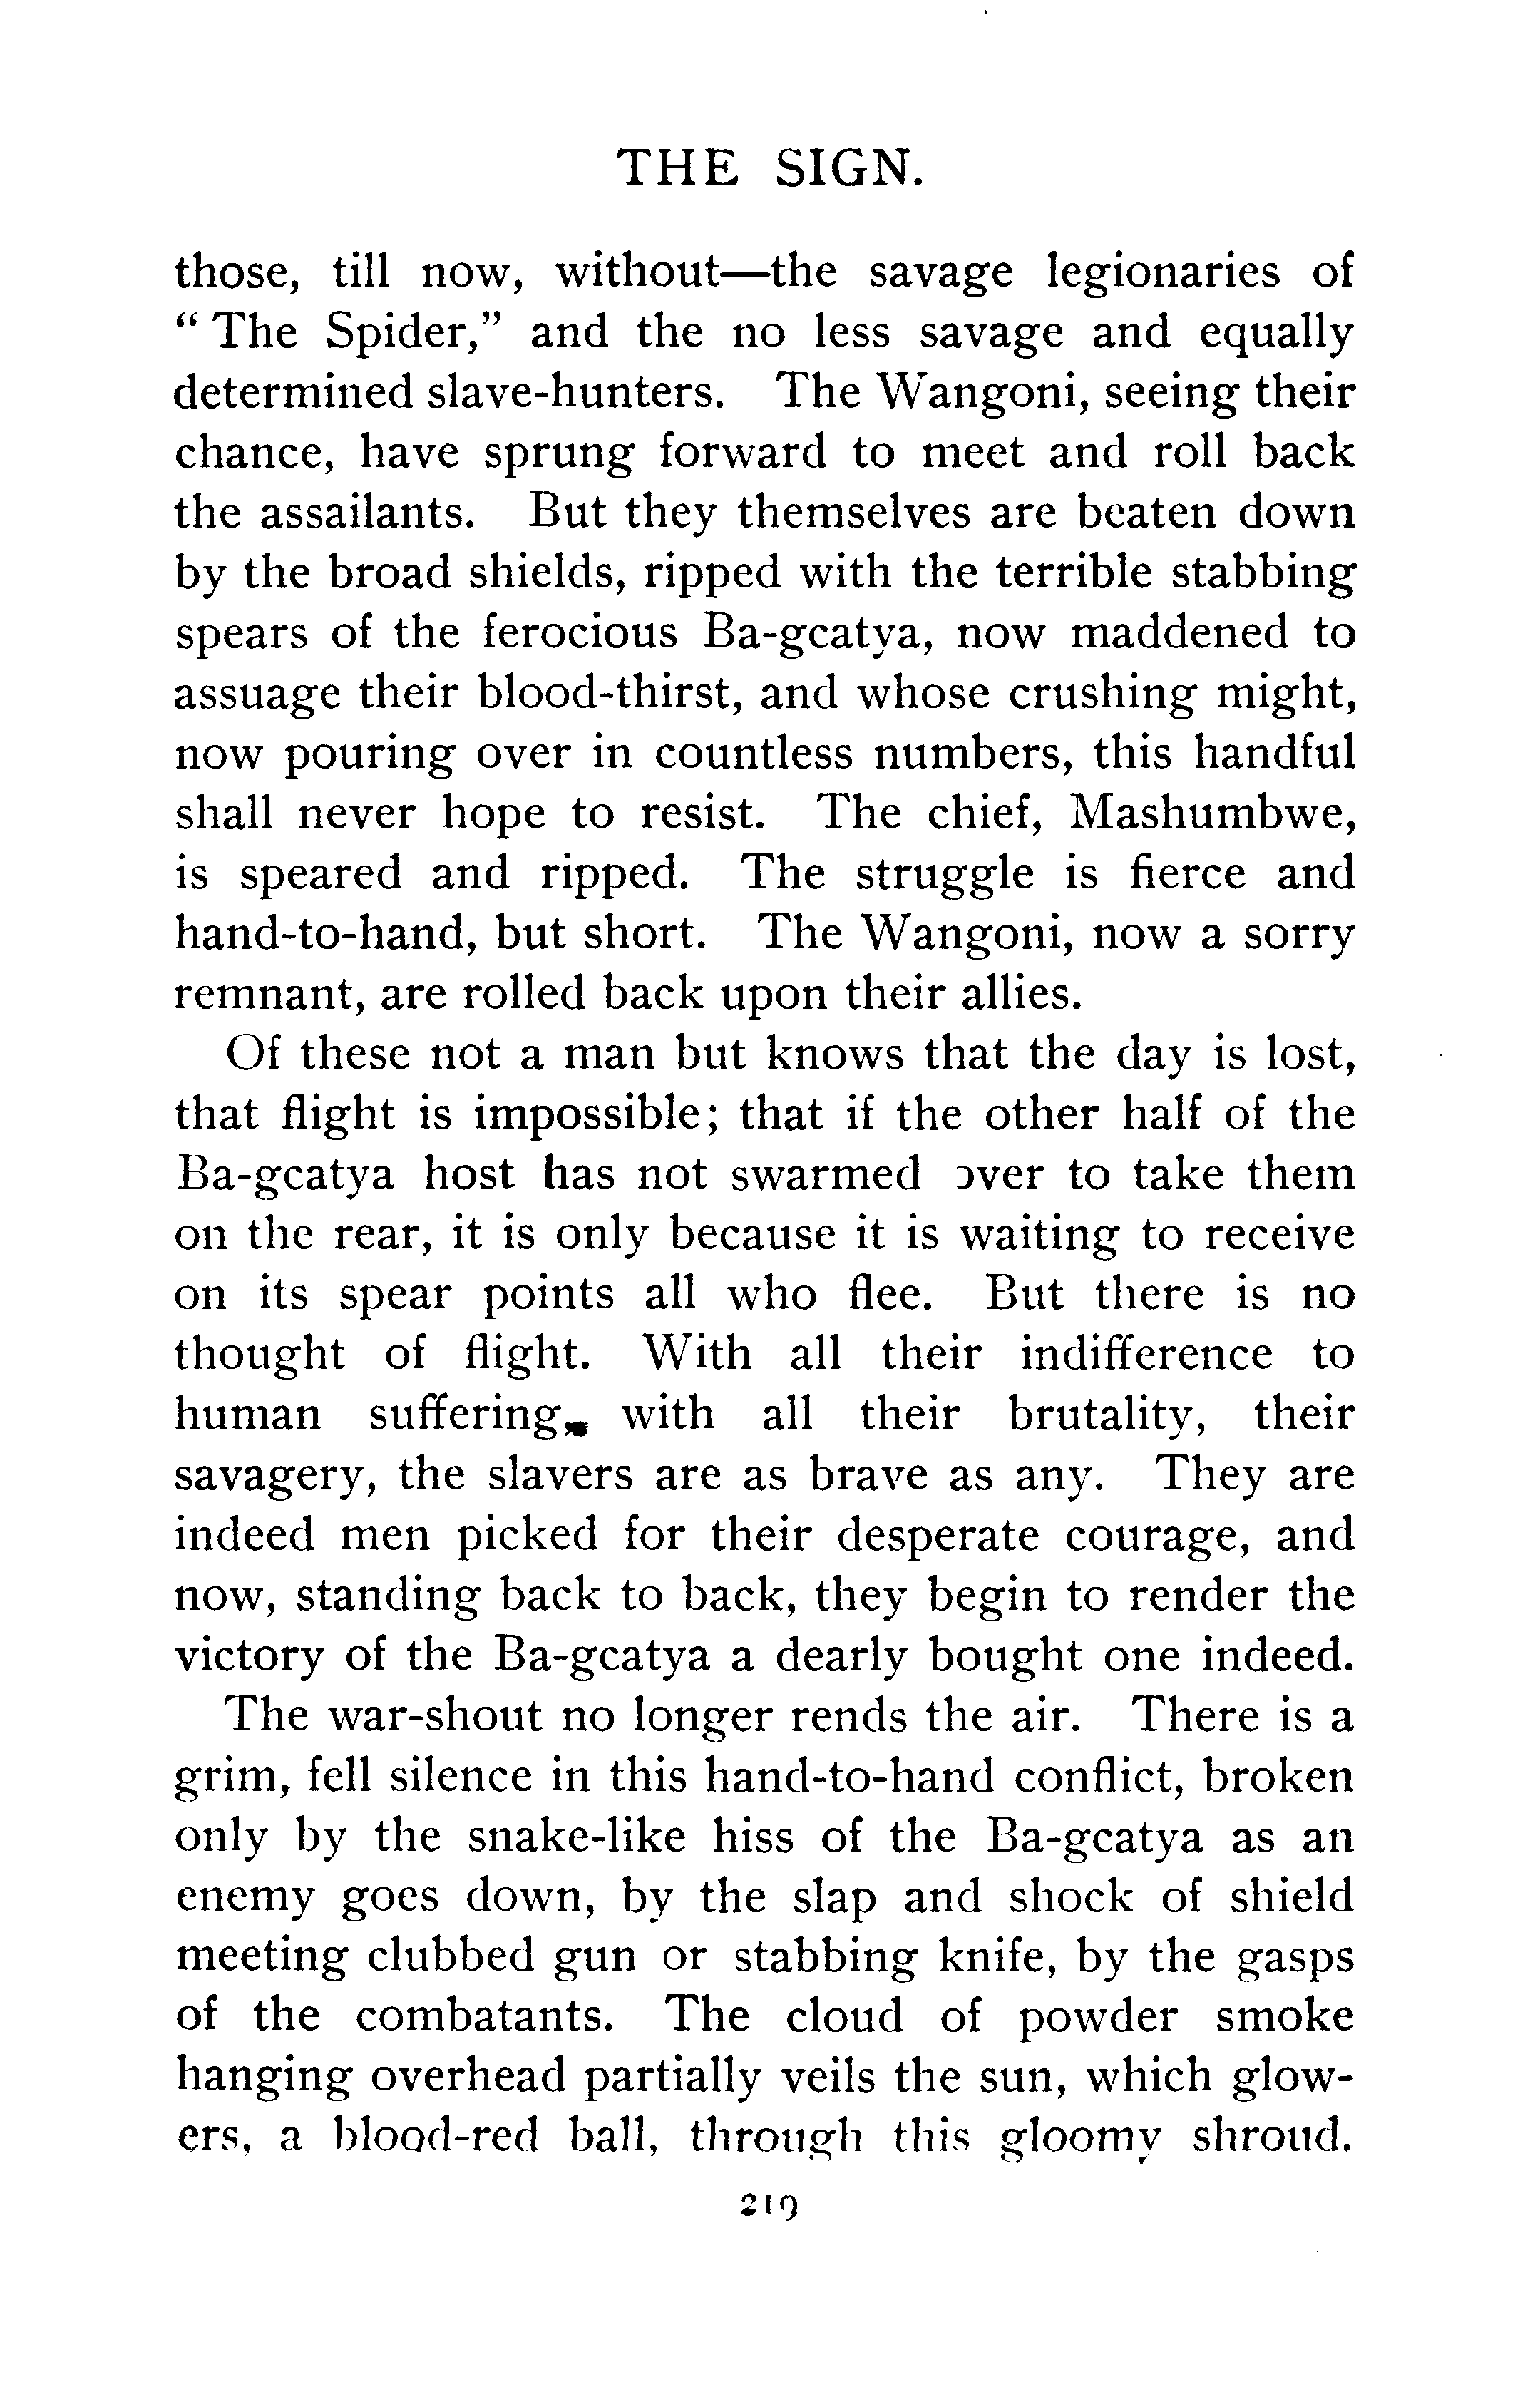 THE SIGN.
those, till now, without—the savage legionaries of
“The Spider,” and the no less savage and equally
determined slave-hunters. The Wangoni, seeing their
chance, have sprung forward to meet and roll back
the assailants. But they themselves are beaten down
by the broad shields, ripped with the terrible stabbing
spears of the ferocious Ba-gcatya, now maddened to
assuage their blood-thirst, and whose crushing might,
now pouring over in countless numbers, this handful
shall never hope to resist. The chief, Mashumbwe,
is speared and ripped. The struggle is fierce and
hand-to-hand, but short. The Wangoni, now a sorry
remnant, are rolled back upon their allies.
Of these not a man but knows that the day is lost,
that flight is impossible; that if the other half of the
Ba-gcatya host has not swarmed over to take them
on the rear, it is only because it is waiting to receive
on its spear points all who flee. But there is no
thought of flight. With all their indifference to
human suffering, with all their brutality, their
savagery, the slavers are as brave as any. They are
indeed men picked for their desperate courage, and
now, standing back to back, they begin to render the
victory of the Ba-gcatya a dearly bought one indeed.
The war-shout no longer rends the air. There is a
grim, fell silence in this hand-to-hand conflict, broken
only by the snake-like hiss of the Ba-gcatya as an
enemy goes down, by the slap and shock of shield
meeting clubbed gun or stabbing knife, by the gasps
of the combatants. The cloud of powder smoke
hanging overhead partially veils the sun, which glow-
ers, a blood-red ball, through this gloomy shroud.
219